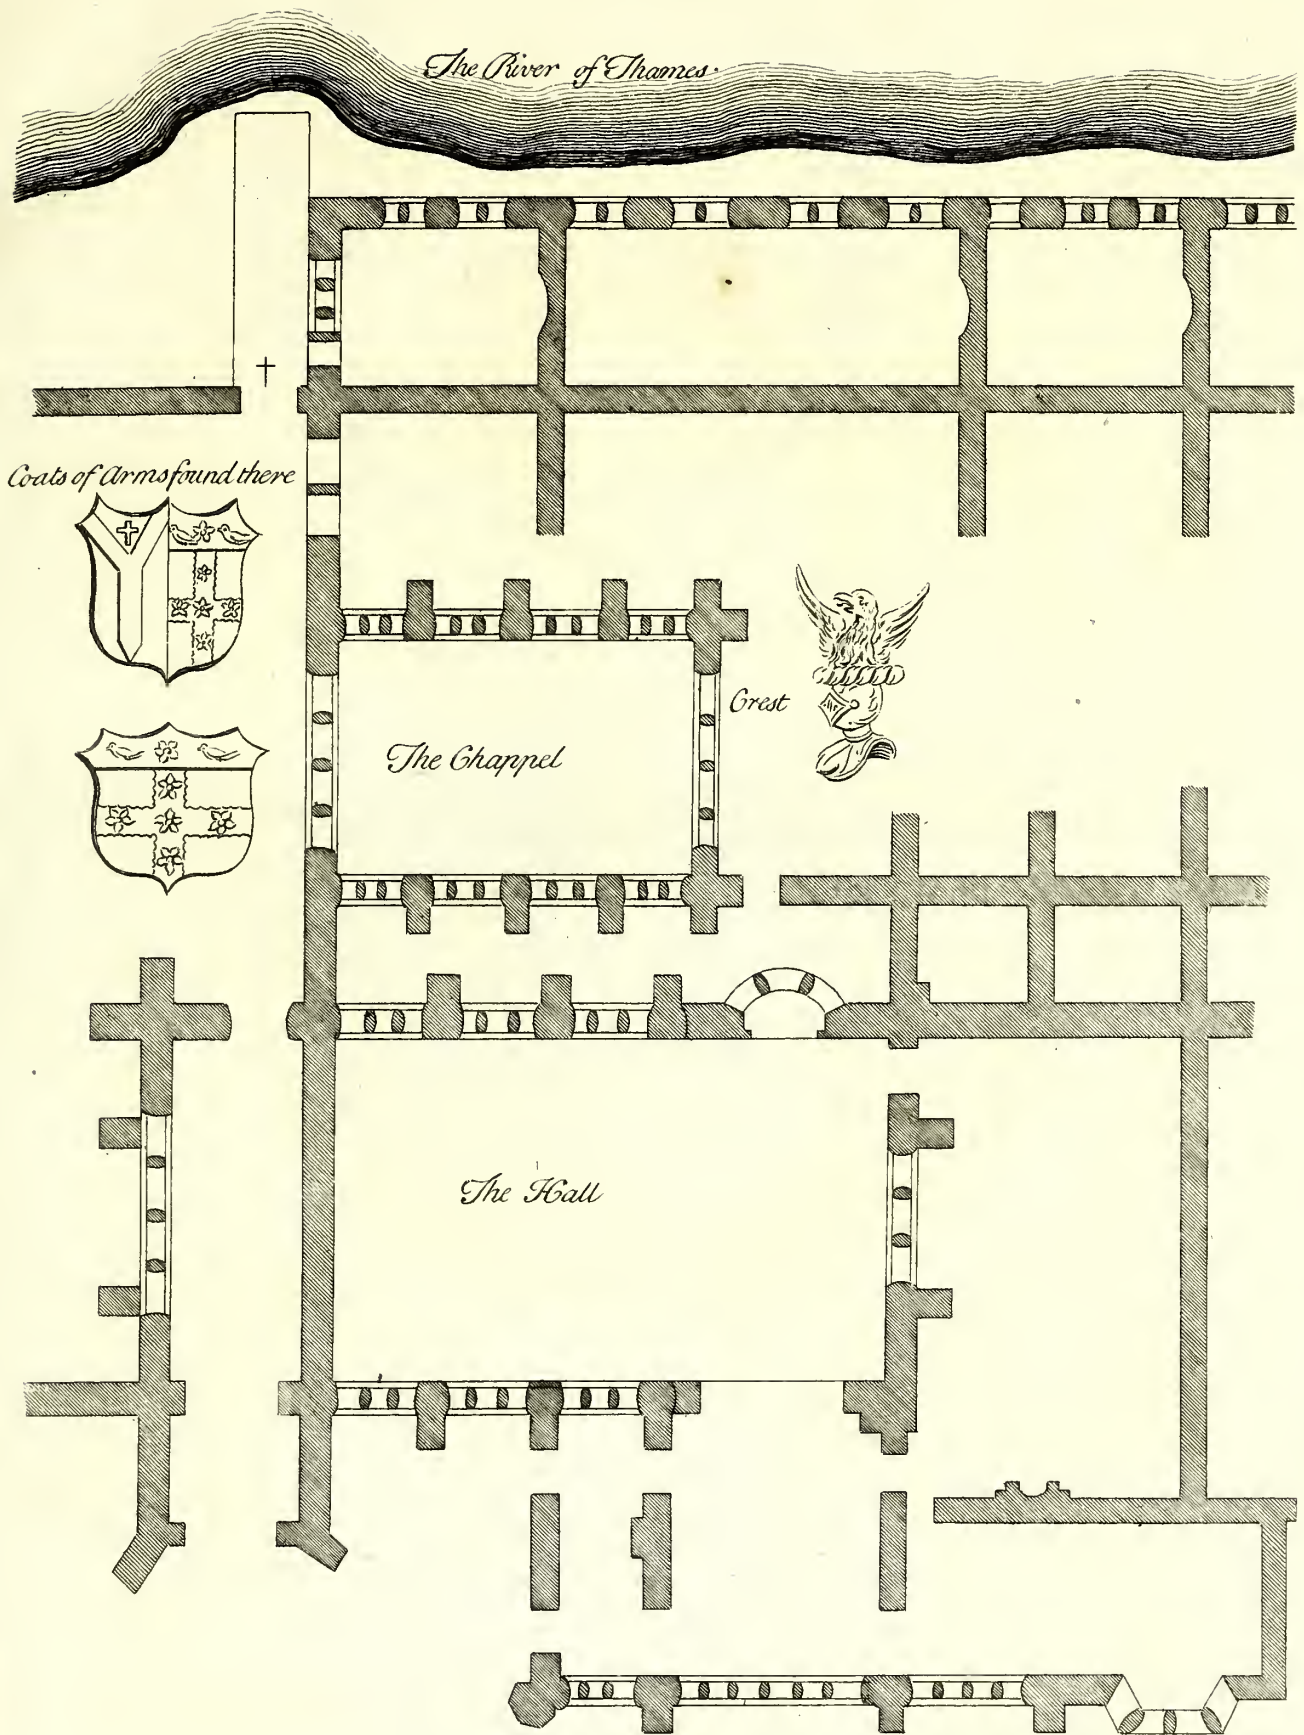 The River of Thames.
Coats of Arms found there
Crest
The Chappel
The Hall